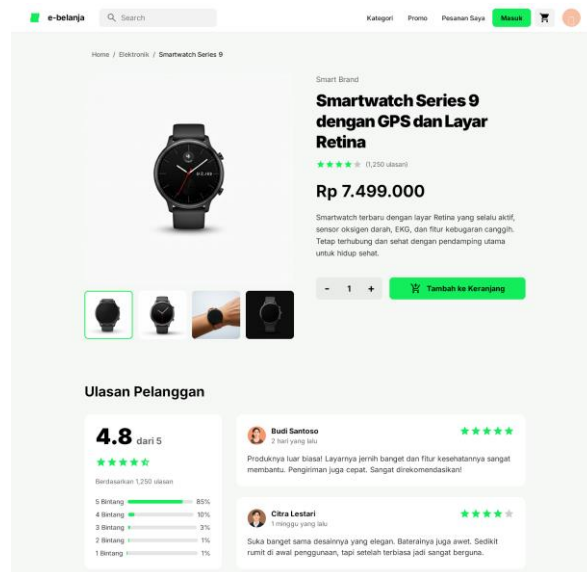 e-belanja
Search
Kategori
Promo
Pesanan Saya
Masuk
Home / Elektronik / Smartwatch Series 9
Smart Brand
Smartwatch Series 9
dengan GPS dan Layar
Retina
(1,250 ulasan)
Rp 7.499.000
Smartwatch terbaru dengan layar Retina yang selalu aktif,
sensor oksigen darah, EKG, dan fitur kebugaran canggih.
Tetap terhubung dan sehat dengan pendamping utama
untuk hidup sehat.
- 1 +
Tambah ke Keranjang
Ulasan Pelanggan
4.8 dari 5
Berdasarkan 1,250 ulasan
5 Bintang 85%
4 Bintang 10%
3 Bintang 3%
2 Bintang 1%
1 Bintang 1%
Budi Santoso
2 hari yang lalu
Produknya luar biasa! Layarnya jernih banget dan fitur kesehatannya sangat
membantu. Pengiriman juga cepat. Sangat direkomendasikan!
Citra Lestari
1 minggu yang lalu
Suka banget sama desainnya yang elegan. Baterainya juga awet. Sedikit
rumit di awal penggunaan, tapi setelah terbiasa jadi sangat berguna.